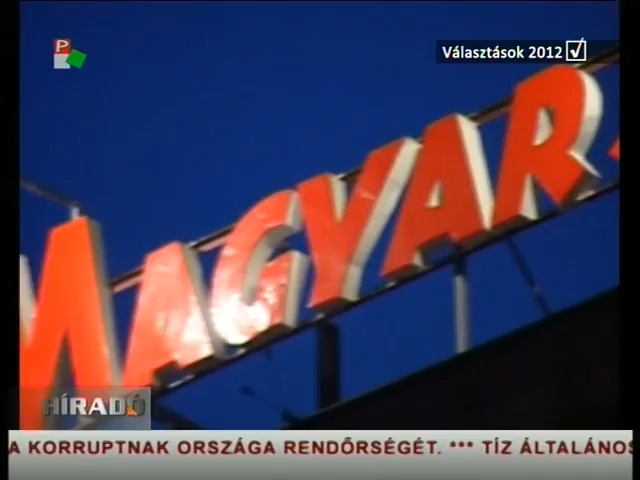 P
Választások 2012
MAGYAR
HÍRADÓ
A KORRUPTNAK ORSZÁGA RENDŐRSÉGÉT. *** TÍZ ÁLTALÁNOS